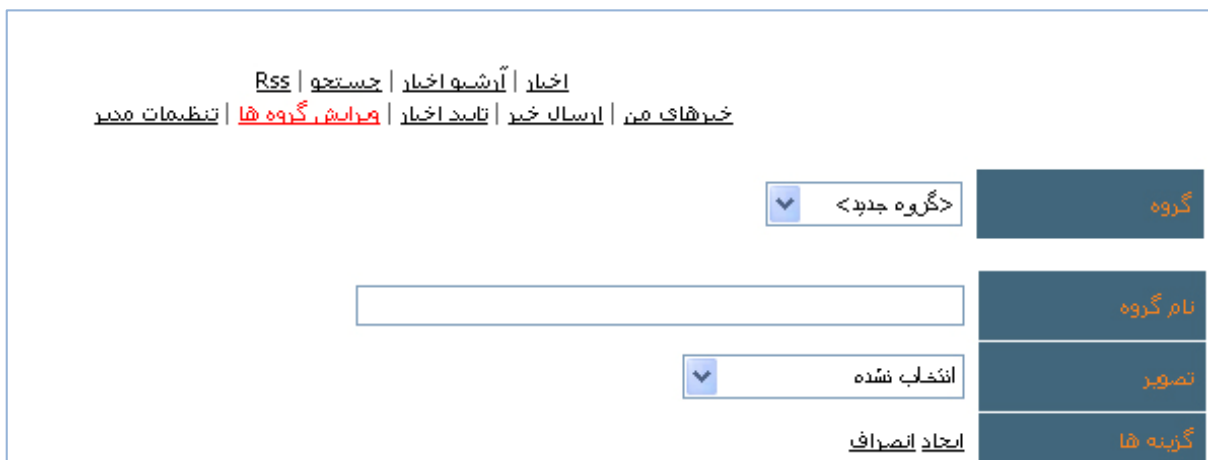 اخبار | آرشیو اخبار | جستجو | Rss
خبرهای من | ارسال خبر | تایید اخبار | ویرایش گروه ها | تنظیمات مدیر
گروه <گروه جدید>
نام گروه
تصویر انتخاب نشده
گزینه ها ایجاد انصراف